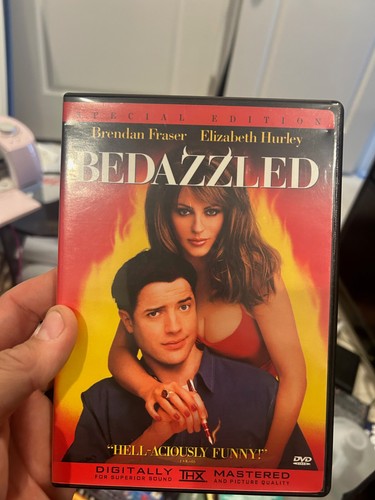 SPECIAL EDITION
Brendan Fraser Elizabeth Hurley
BEDAZZLED
"HELL-ACIOUSLY FUNNY!"
DVD
DIGITALLY THX MASTERED
FOR SUPERIOR SOUND AND PICTURE QUALITY